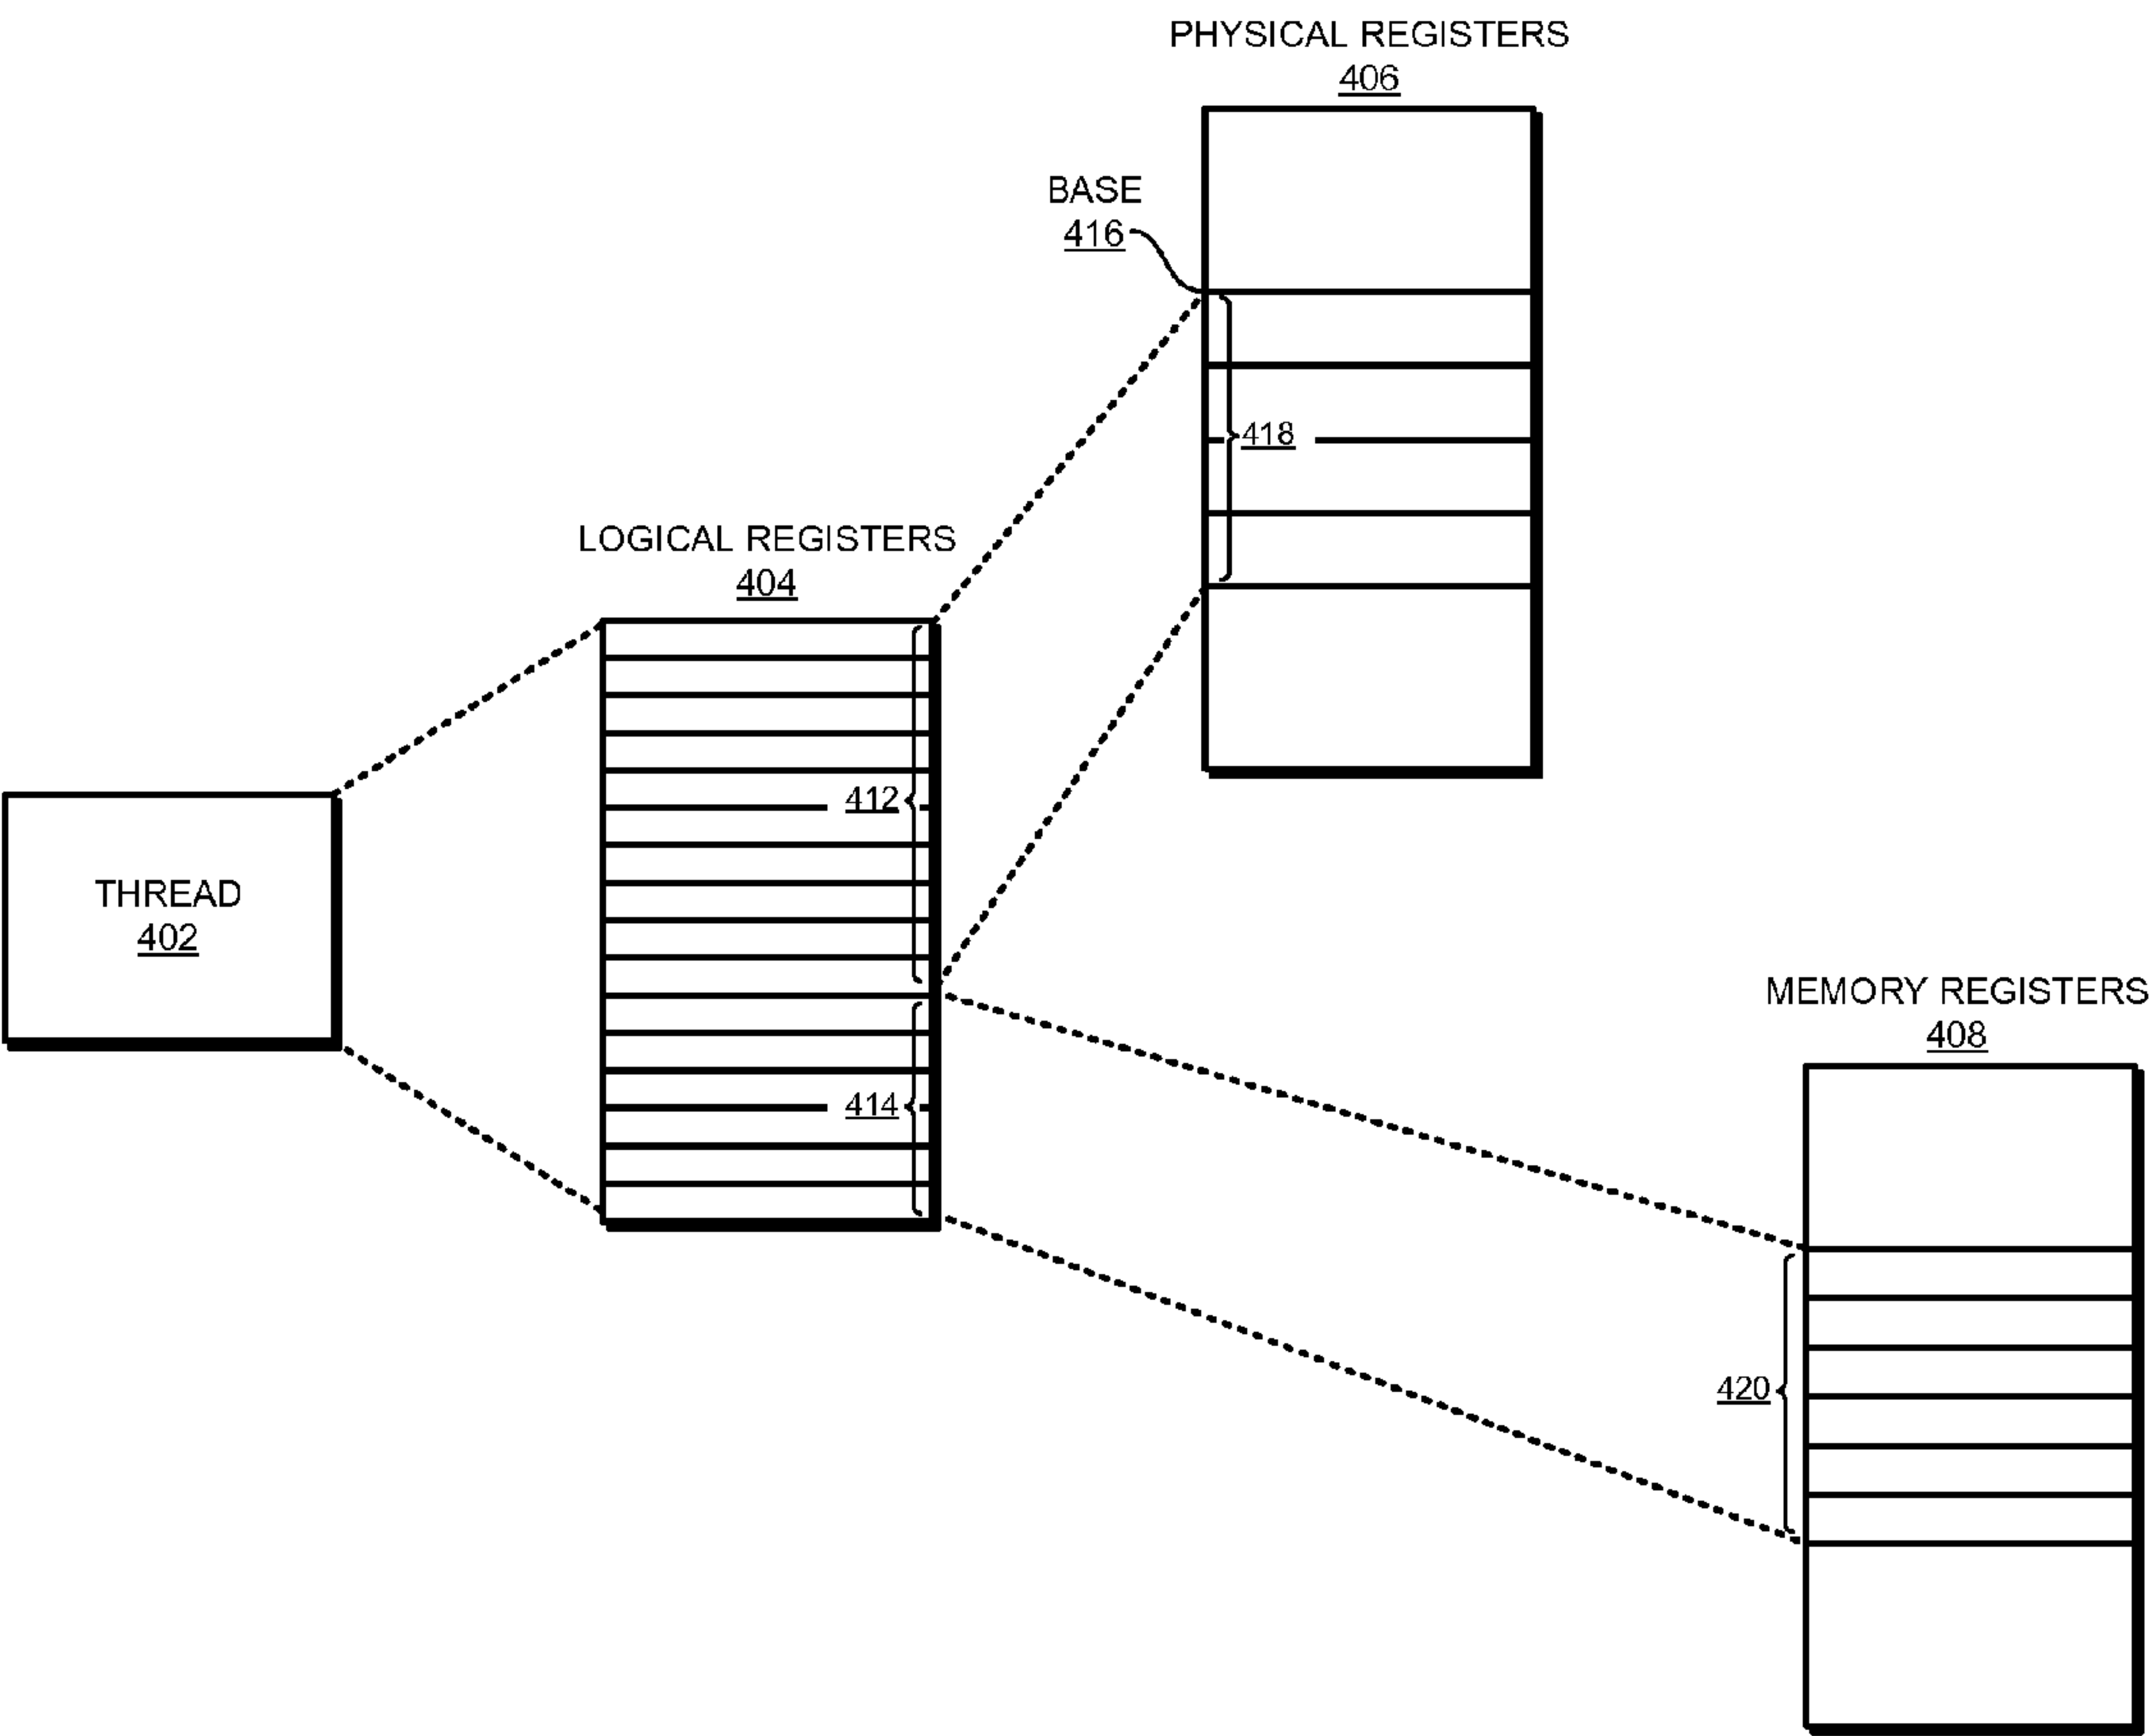 PHYSICAL REGISTERS
406
BASE
416
418
LOGICAL REGISTERS
404
412
THREAD
402
414
MEMORY REGISTERS
408
420